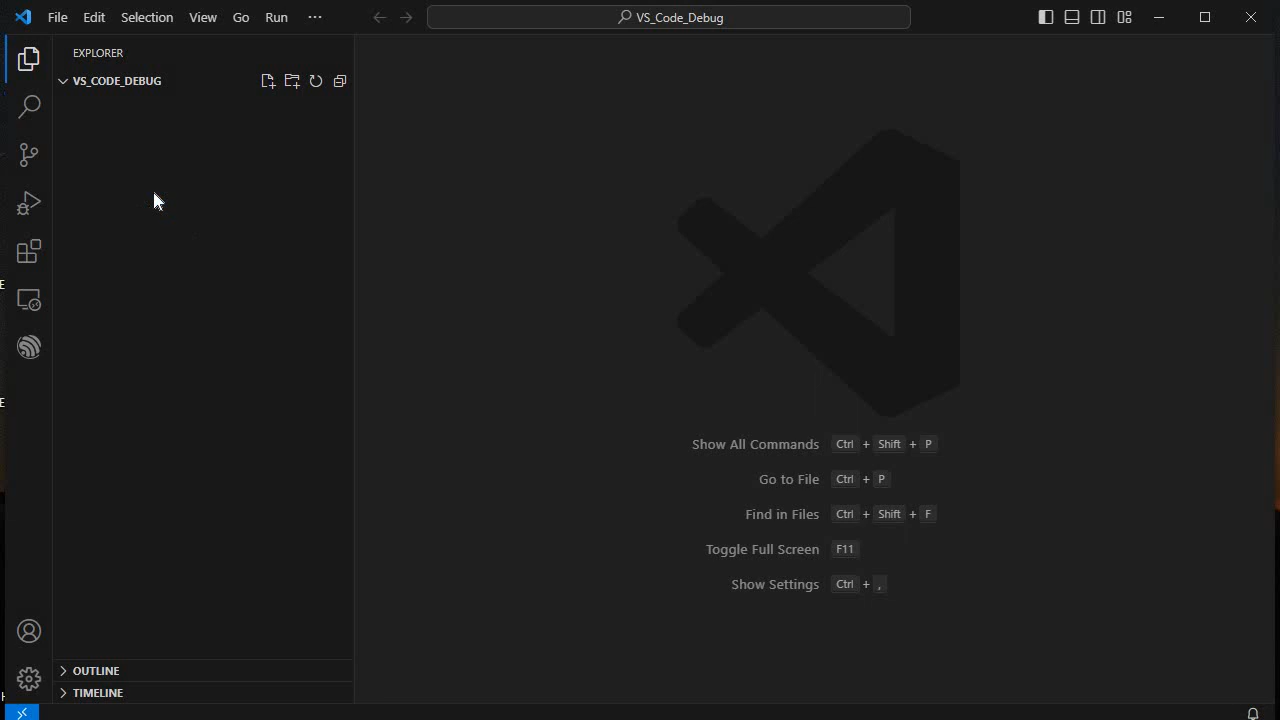 File Edit Selection View Go Run ···
VS_Code_Debug
EXPLORER
VS_CODE_DEBUG
E
E
Show All Commands Ctrl + Shift + P
Go to File Ctrl + P
Find in Files Ctrl + Shift + F
Toggle Full Screen F11
Show Settings Ctrl + ,
OUTLINE
TIMELINE
H